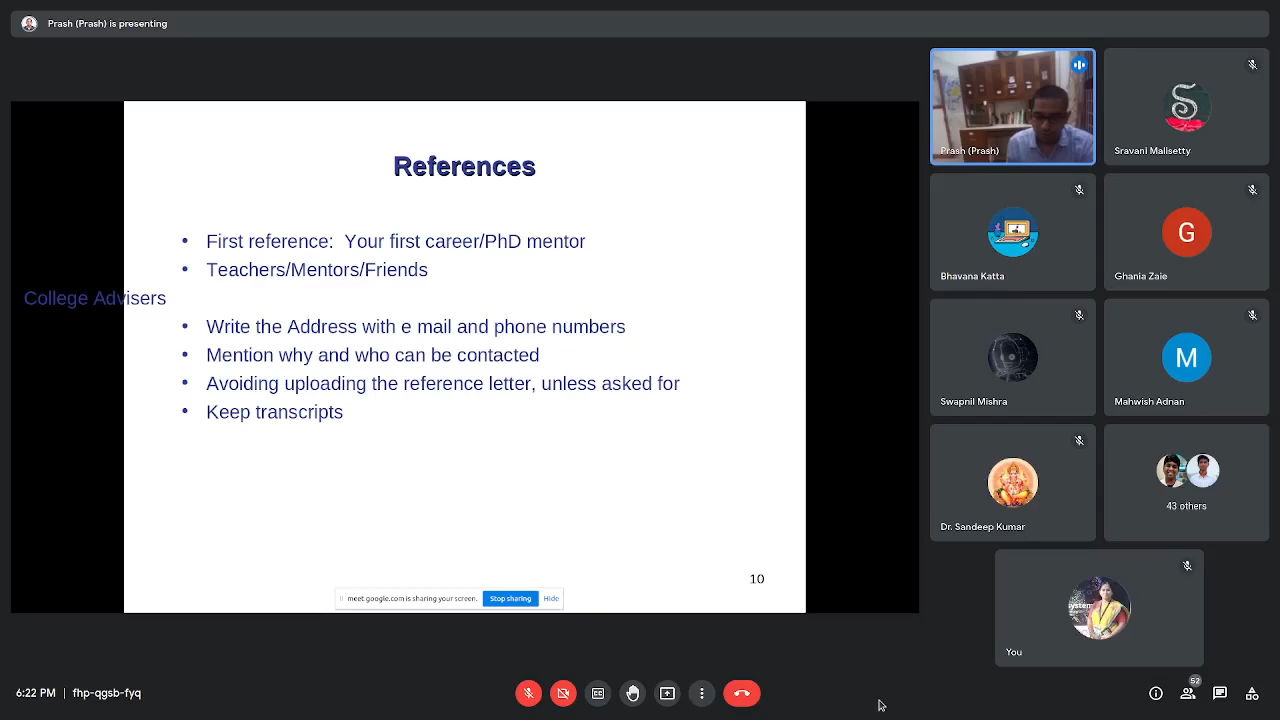 Prash (Prash) is presenting
References
• First reference: Your first career/PhD mentor
• Teachers/Mentors/Friends
College Advisers
• Write the Address with e mail and phone numbers
• Mention why and who can be contacted
• Avoiding uploading the reference letter, unless asked for
• Keep transcripts
10
meet.google.com is sharing your screen.
Stop sharing
Hide
Prash (Prash)
S
Sravani Malisetty
Bhavana Katta
G
Ghania Zaie
Swapnil Mishra
M
Mahwish Adnan
Dr. Sandeep Kumar
43 others
system
You
6:22 PM | fhp-qgsb-fyq
52